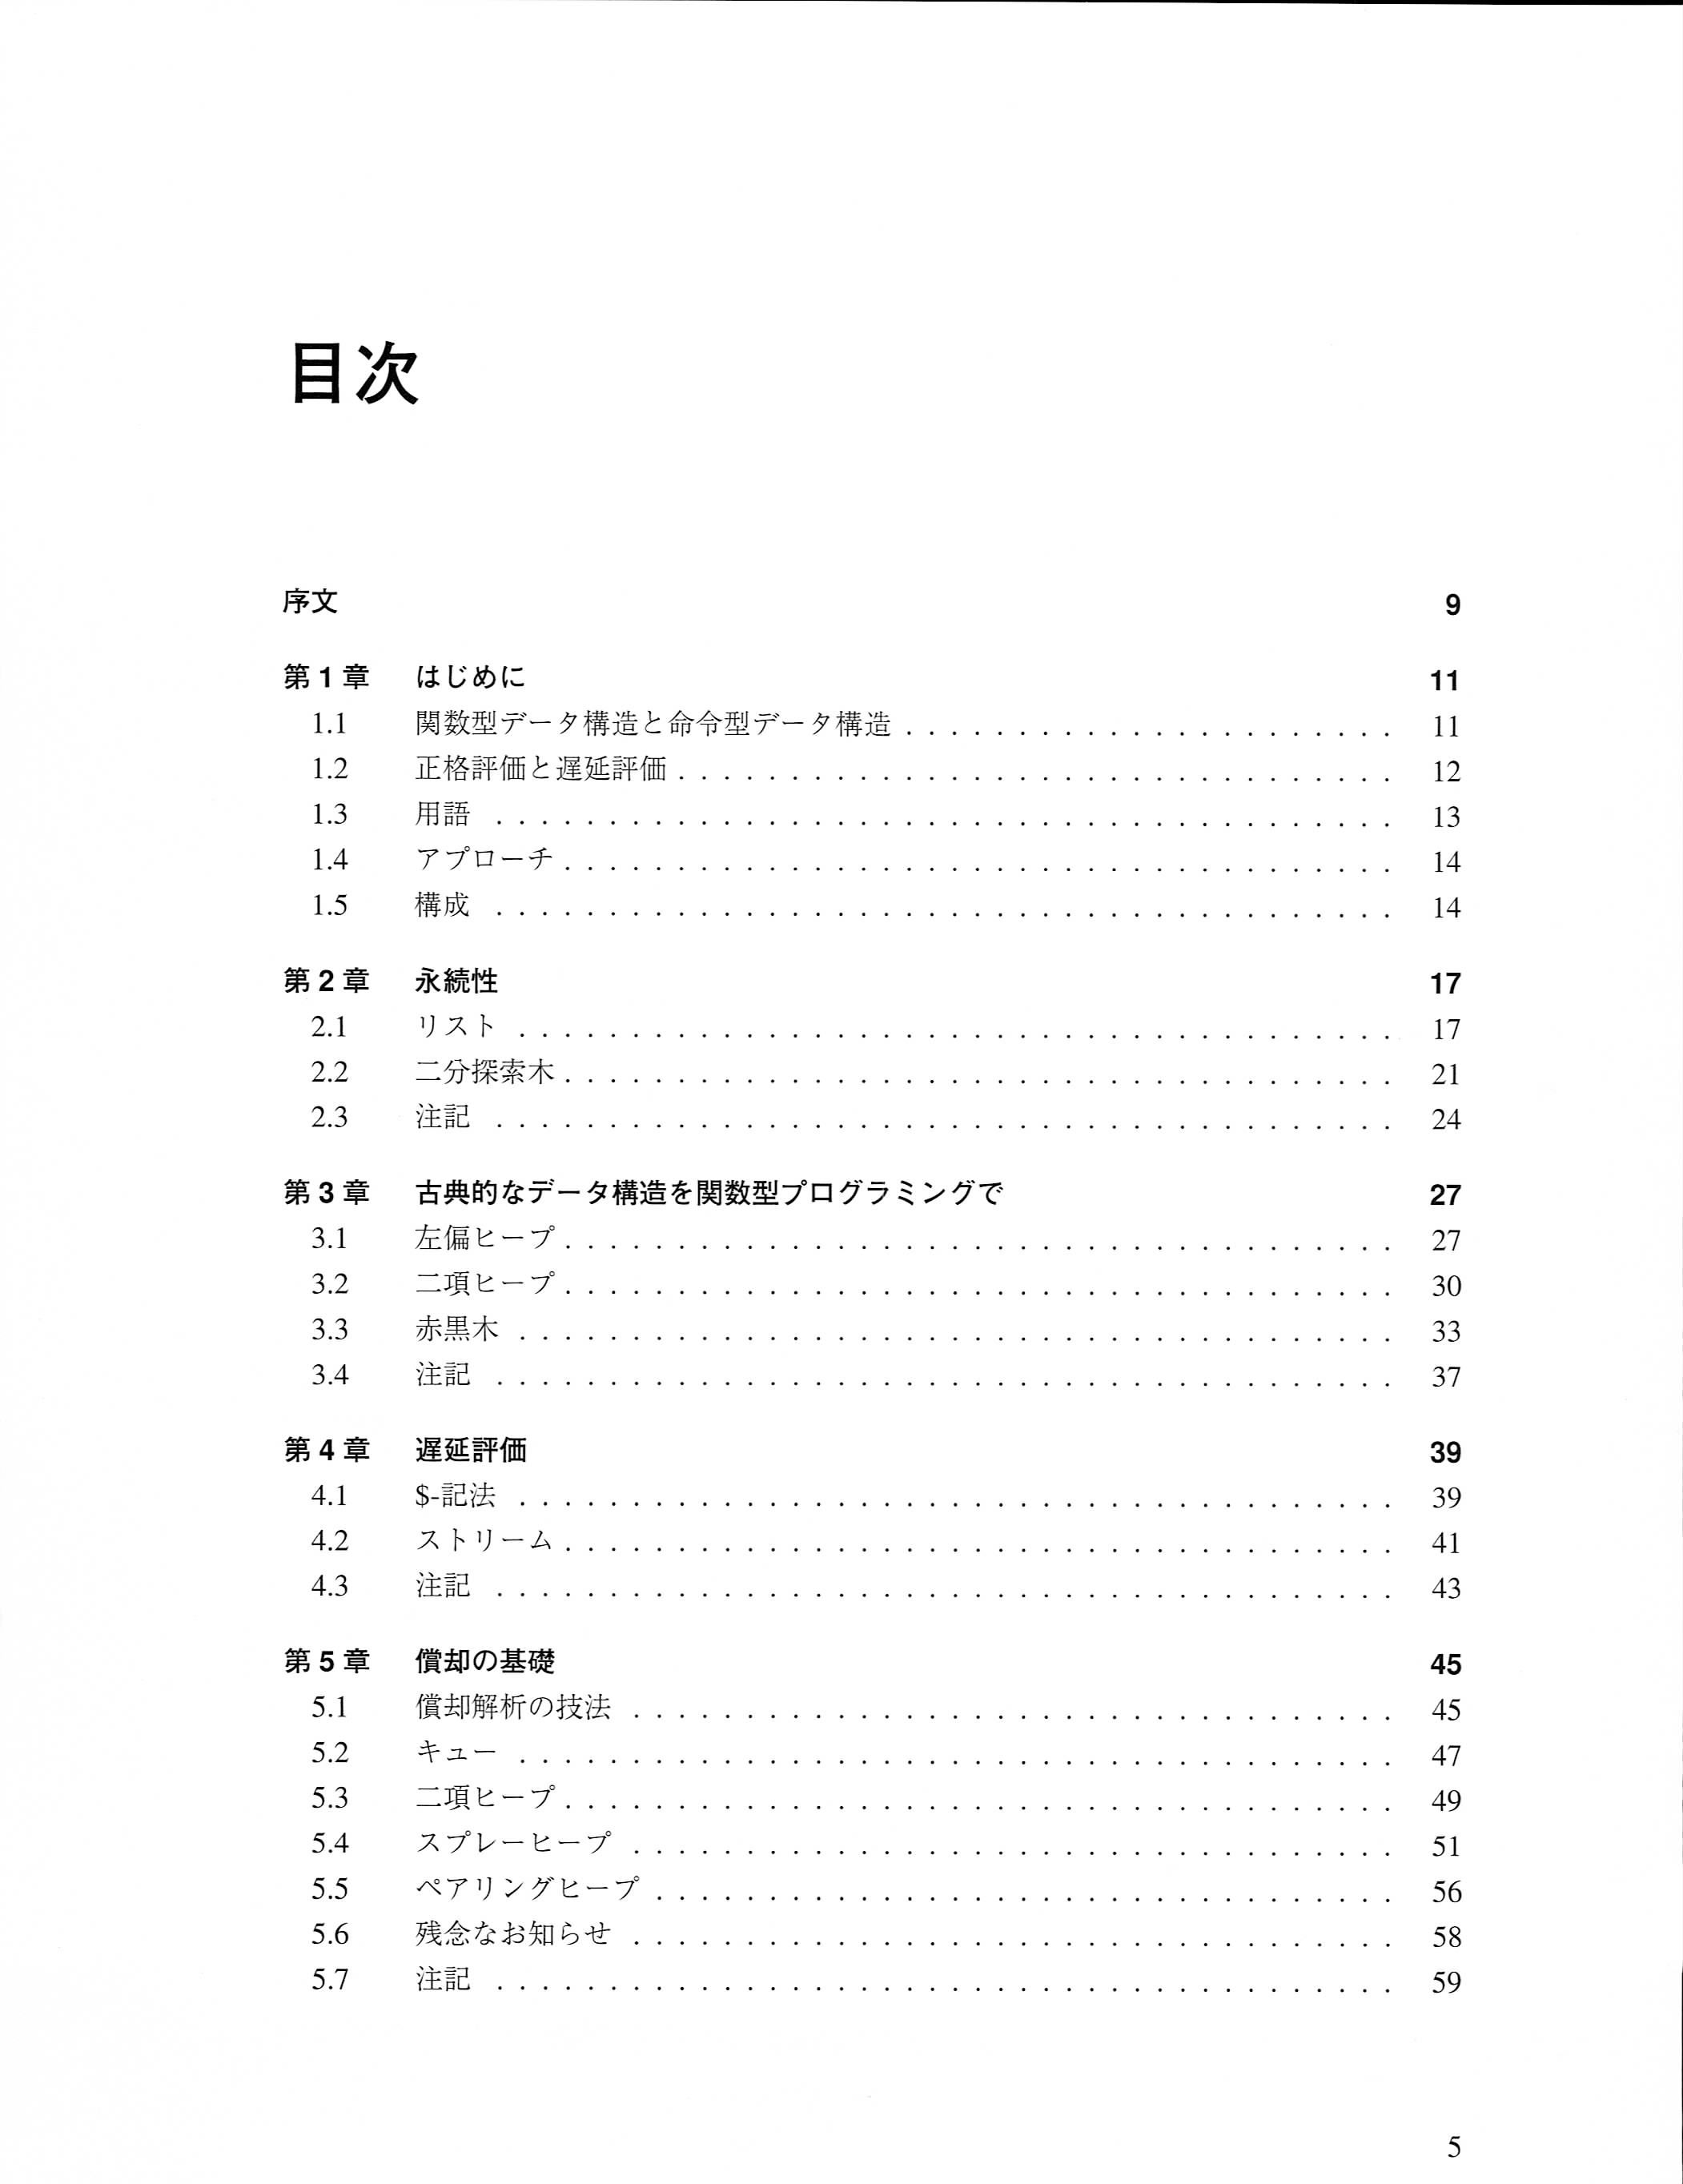 目次
序文 9
第 1 章 はじめに 11
1.1 関数型データ構造と命令型データ構造 . . . . . . . . . . . . . . . . . . . . . . 11
1.2 正格評価と遅延評価 . . . . . . . . . . . . . . . . . . . . . . . . . . . . . . . . 12
1.3 用語 . . . . . . . . . . . . . . . . . . . . . . . . . . . . . . . . . . . . . . . . 13
1.4 アプローチ . . . . . . . . . . . . . . . . . . . . . . . . . . . . . . . . . . . . . 14
1.5 構成 . . . . . . . . . . . . . . . . . . . . . . . . . . . . . . . . . . . . . . . . 14
第 2 章 永続性 17
2.1 リスト . . . . . . . . . . . . . . . . . . . . . . . . . . . . . . . . . . . . . . . 17
2.2 二分探索木 . . . . . . . . . . . . . . . . . . . . . . . . . . . . . . . . . . . . . 21
2.3 注記 . . . . . . . . . . . . . . . . . . . . . . . . . . . . . . . . . . . . . . . . 24
第 3 章 古典的なデータ構造を関数型プログラミングで 27
3.1 左偏ヒープ . . . . . . . . . . . . . . . . . . . . . . . . . . . . . . . . . . . . . 27
3.2 二項ヒープ . . . . . . . . . . . . . . . . . . . . . . . . . . . . . . . . . . . . . 30
3.3 赤黒木 . . . . . . . . . . . . . . . . . . . . . . . . . . . . . . . . . . . . . . . 33
3.4 注記 . . . . . . . . . . . . . . . . . . . . . . . . . . . . . . . . . . . . . . . . 37
第 4 章 遅延評価 39
4.1 $-記法 . . . . . . . . . . . . . . . . . . . . . . . . . . . . . . . . . . . . . . . 39
4.2 ストリーム . . . . . . . . . . . . . . . . . . . . . . . . . . . . . . . . . . . . . 41
4.3 注記 . . . . . . . . . . . . . . . . . . . . . . . . . . . . . . . . . . . . . . . . 43
第 5 章 償却の基礎 45
5.1 償却解析の技法 . . . . . . . . . . . . . . . . . . . . . . . . . . . . . . . . . . 45
5.2 キュー . . . . . . . . . . . . . . . . . . . . . . . . . . . . . . . . . . . . . . . 47
5.3 二項ヒープ . . . . . . . . . . . . . . . . . . . . . . . . . . . . . . . . . . . . . 49
5.4 スプレーヒープ . . . . . . . . . . . . . . . . . . . . . . . . . . . . . . . . . . 51
5.5 ペアリングヒープ . . . . . . . . . . . . . . . . . . . . . . . . . . . . . . . . . 56
5.6 残念なお知らせ . . . . . . . . . . . . . . . . . . . . . . . . . . . . . . . . . . 58
5.7 注記 . . . . . . . . . . . . . . . . . . . . . . . . . . . . . . . . . . . . . . . . 59
5